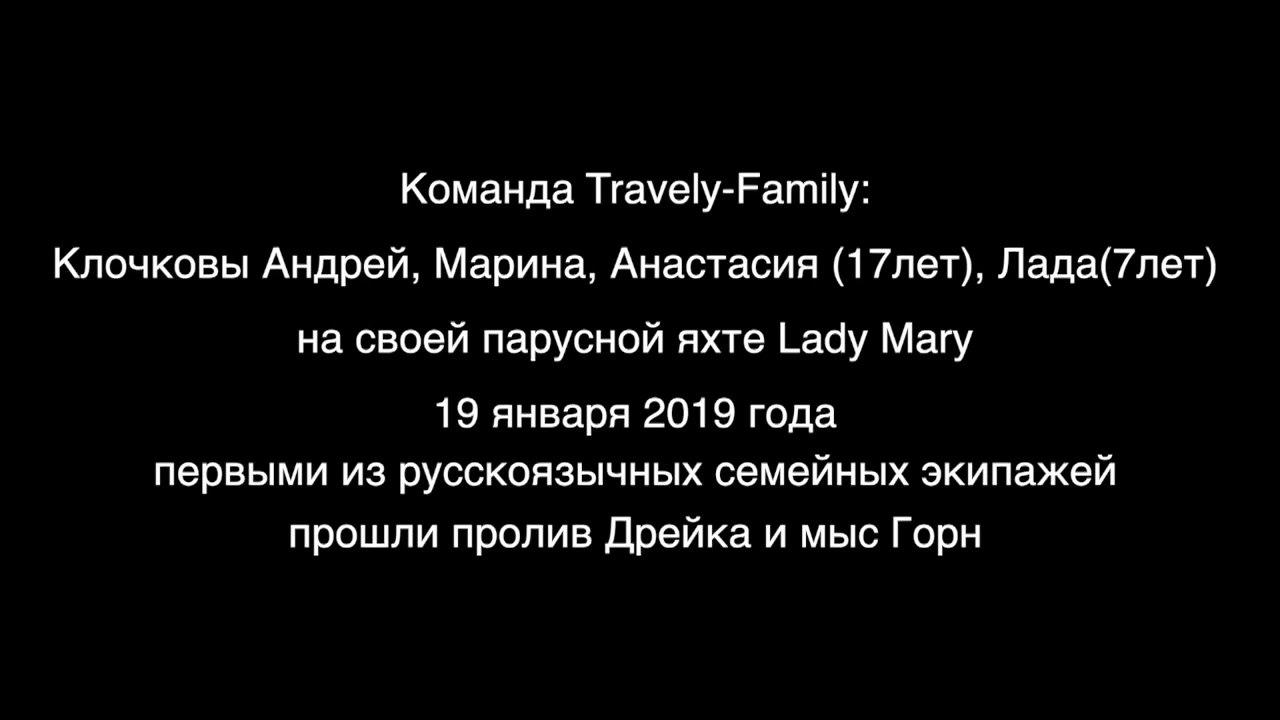 Команда Travely-Family:
Клочковы Андрей, Марина, Анастасия (17лет), Лада(7лет)
на своей парусной яхте Lady Mary
19 января 2019 года
первыми из русскоязычных семейных экипажей
прошли пролив Дрейка и мыс Горн